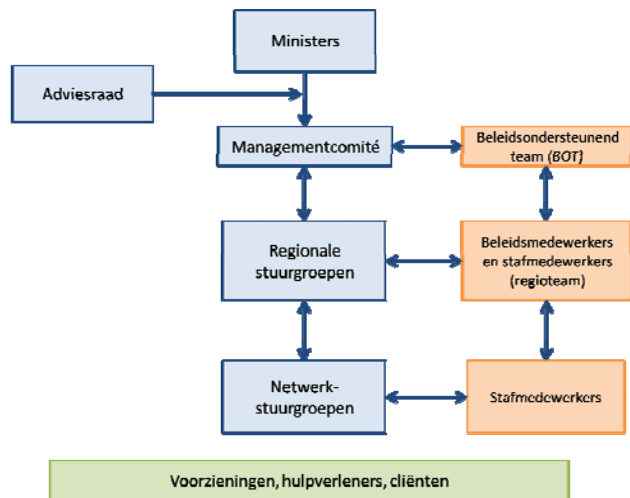 Ministers
Adviesraad
Managementcomité
Beleidsondersteunend
team (BOT)
Regionale
stuurgroepen
Beleidsmedewerkers
en stafmedewerkers
(regioteam)
Netwerk-
stuurgroepen
Stafmedewerkers
Voorzieningen, hulpverleners, cliënten